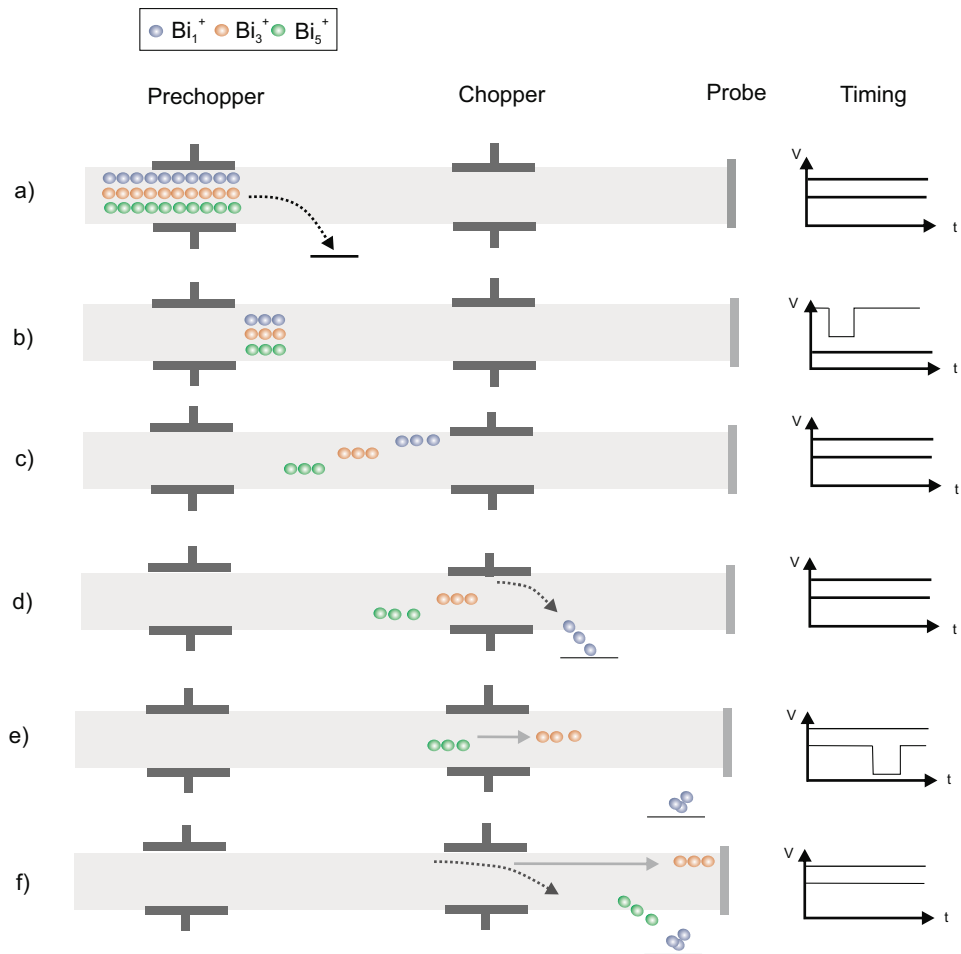 Bi₁⁺ Bi₃⁺ Bi₅⁺
Prechopper Chopper Probe Timing
a) V t
b) V t
c) V t
d) V t
e) V t
f) V t